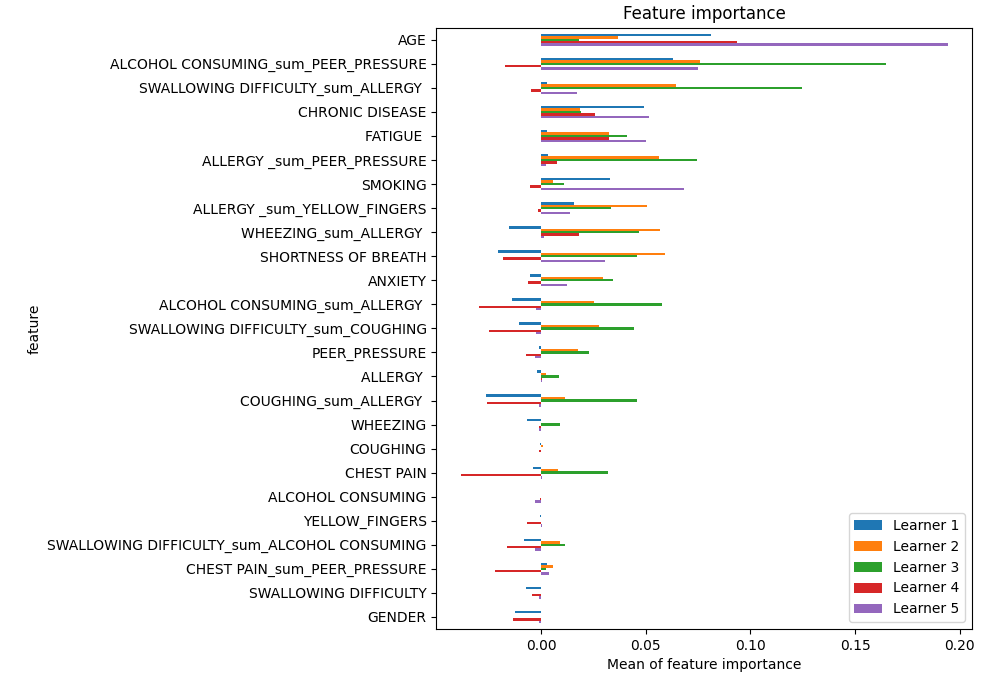 Feature importance
AGE
ALCOHOL CONSUMING_sum_PEER_PRESSURE
SWALLOWING DIFFICULTY_sum_ALLERGY
CHRONIC DISEASE
FATIGUE
ALLERGY _sum_PEER_PRESSURE
SMOKING
ALLERGY _sum_YELLOW_FINGERS
WHEEZING_sum_ALLERGY
SHORTNESS OF BREATH
ANXIETY
ALCOHOL CONSUMING_sum_ALLERGY
SWALLOWING DIFFICULTY_sum_COUGHING
PEER_PRESSURE
ALLERGY
COUGHING_sum_ALLERGY
WHEEZING
COUGHING
CHEST PAIN
ALCOHOL CONSUMING
YELLOW_FINGERS
SWALLOWING DIFFICULTY_sum_ALCOHOL CONSUMING
CHEST PAIN_sum_PEER_PRESSURE
SWALLOWING DIFFICULTY
GENDER
feature
Learner 1
Learner 2
Learner 3
Learner 4
Learner 5
0.00 0.05 0.10 0.15 0.20
Mean of feature importance